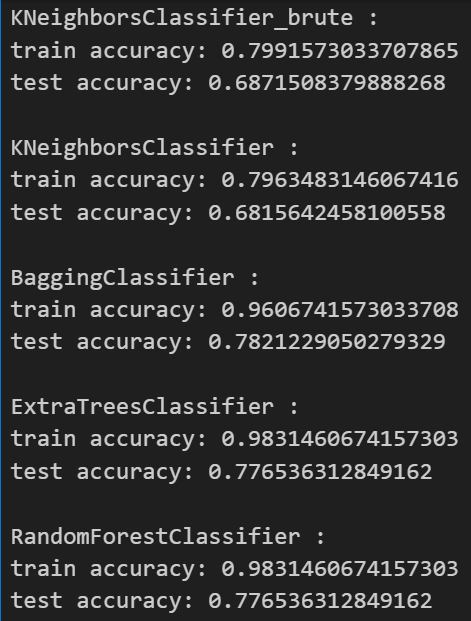 KNeighborsClassifier_brute :
train accuracy: 0.7991573033707865
test accuracy: 0.6871508379888268
KNeighborsClassifier :
train accuracy: 0.7963483146067416
test accuracy: 0.6815642458100558
BaggingClassifier :
train accuracy: 0.9606741573033708
test accuracy: 0.7821229050279329
ExtraTreesClassifier :
train accuracy: 0.9831460674157303
test accuracy: 0.776536312849162
RandomForestClassifier :
train accuracy: 0.9831460674157303
test accuracy: 0.776536312849162